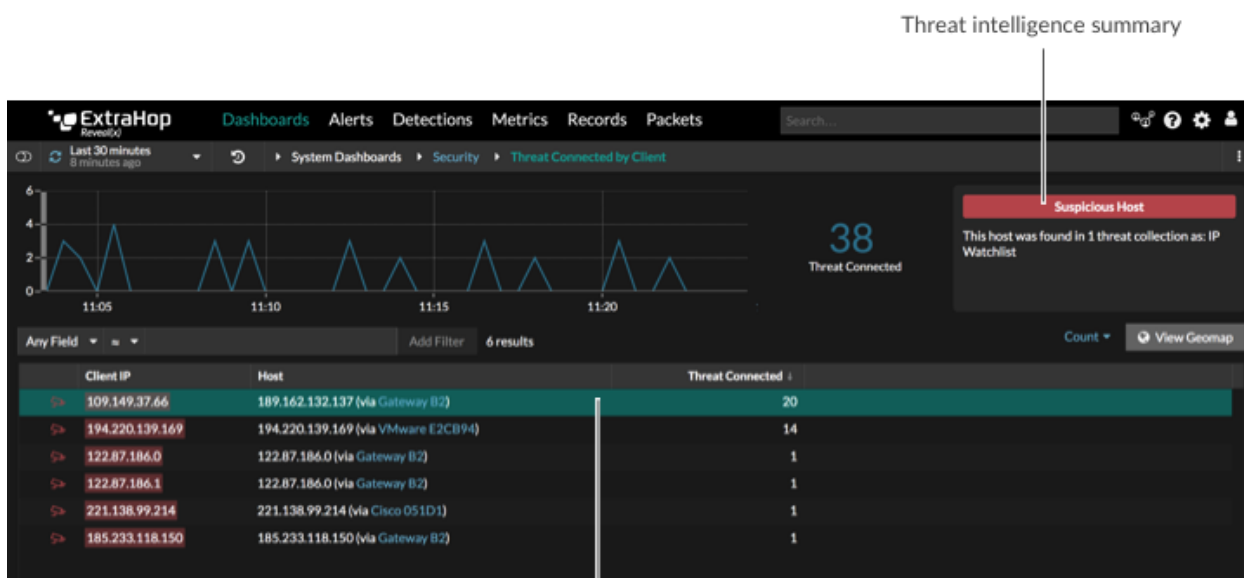 Threat intelligence summary
ExtraHop
Reveal(x)
Dashboards Alerts Detections Metrics Records Packets Search...
Last 30 minutes
8 minutes ago
System Dashboards Security Threat Connected by Client
6
4
2
0
11:05 11:10 11:15 11:20
38
Threat Connected
Suspicious Host
This host was found in 1 threat collection as: IP
Watchlist
Any Field ≈ Add Filter 6 results Count View Geomap
Client IP Host Threat Connected
109.149.37.66 189.162.132.137 (via Gateway B2) 20
194.220.139.169 194.220.139.169 (via VMware E2CB94) 14
122.87.186.0 122.87.186.0 (via Gateway B2) 1
122.87.186.1 122.87.186.0 (via Gateway B2) 1
221.138.99.214 221.138.99.214 (via Cisco 051D1) 1
185.233.118.150 185.233.118.150 (via Gateway B2) 1